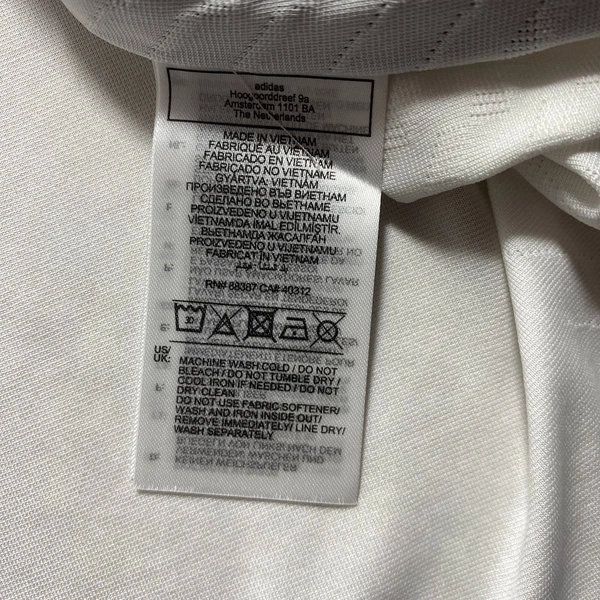 adidas
Hoogoorddreef 9a
Amsterdam 1101 BA
The Netherlands
MADE IN VIETNAM
FABRIQUÉ AU VIETNAM
FABRICADO EN VIETNAM
FABRICADO NO VIETNAME
GYÁRTVA: VIETNÁM
ПРОИЗВЕДЕНО ВЪВ ВИЕТНАМ
СДЕЛАНО ВО ВЬЕТНАМЕ
PROIZVEDENO U VIJETNAMU
VIETNAM'DA İMAL EDİLMİŞTİR.
ВЬЕТНАМДА ЖАСАЛҒАН
PROIZVEDENO U VIJETNAMU
FABRICAT ÎN VIETNAM
RN# 88387 CA# 40312
30
US/
UK:
MACHINE WASH COLD / DO NOT
BLEACH / DO NOT TUMBLE DRY /
COOL IRON IF NEEDED / DO NOT
DRY CLEAN
DO NOT USE FABRIC SOFTENER/
WASH AND IRON INSIDE OUT/
REMOVE IMMEDIATELY/ LINE DRY/
WASH SEPARATELY